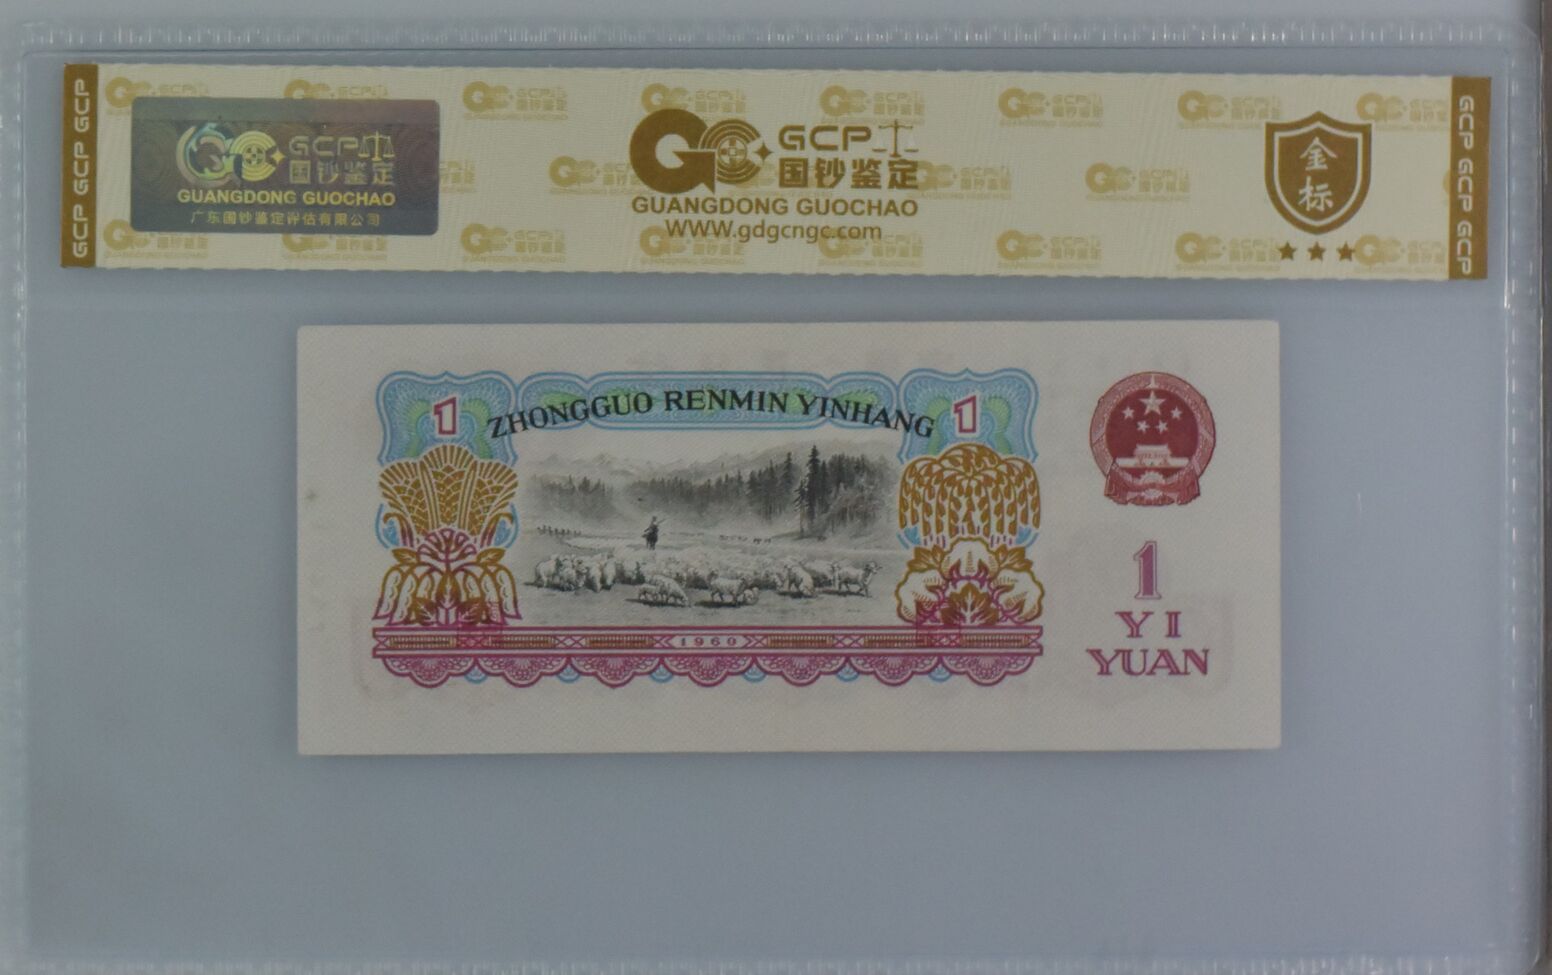 GCP GCP GCP
GCP
国钞鉴定
GUANGDONG GUOCHAO
广东国钞鉴定评估有限公司
GCP
国钞鉴定
GUANGDONG GUOCHAO
WWW.gdgcngc.com
金
标
GCP GCP GCP
1
ZHONGGUO RENMIN YINHANG
1
1960
1
YI
YUAN